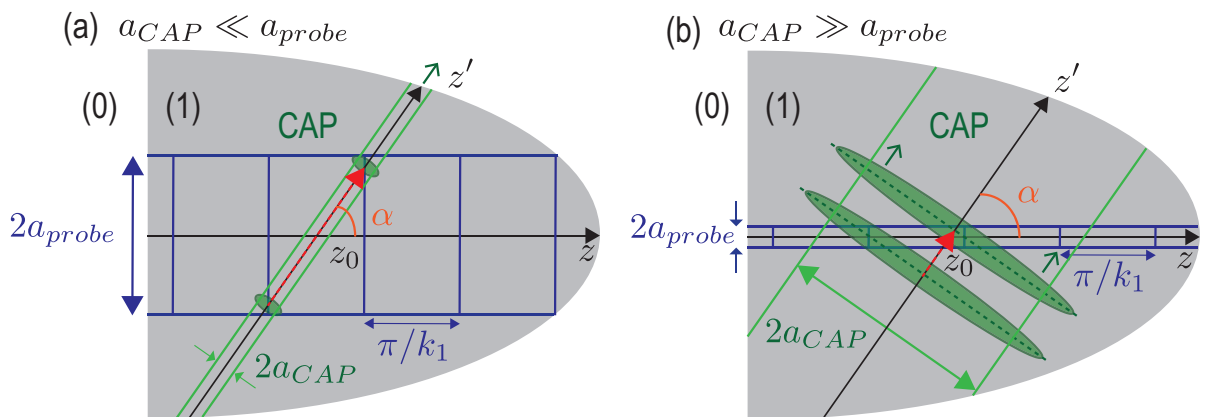 (a) a_{CAP} ≪ a_{probe}
(0) (1) CAP z'
2a_{probe}
α
z_0 z
π/k_1
2a_{CAP}
(b) a_{CAP} ≫ a_{probe}
(0) (1) CAP z'
α
2a_{probe}
z_0 z
π/k_1
2a_{CAP}